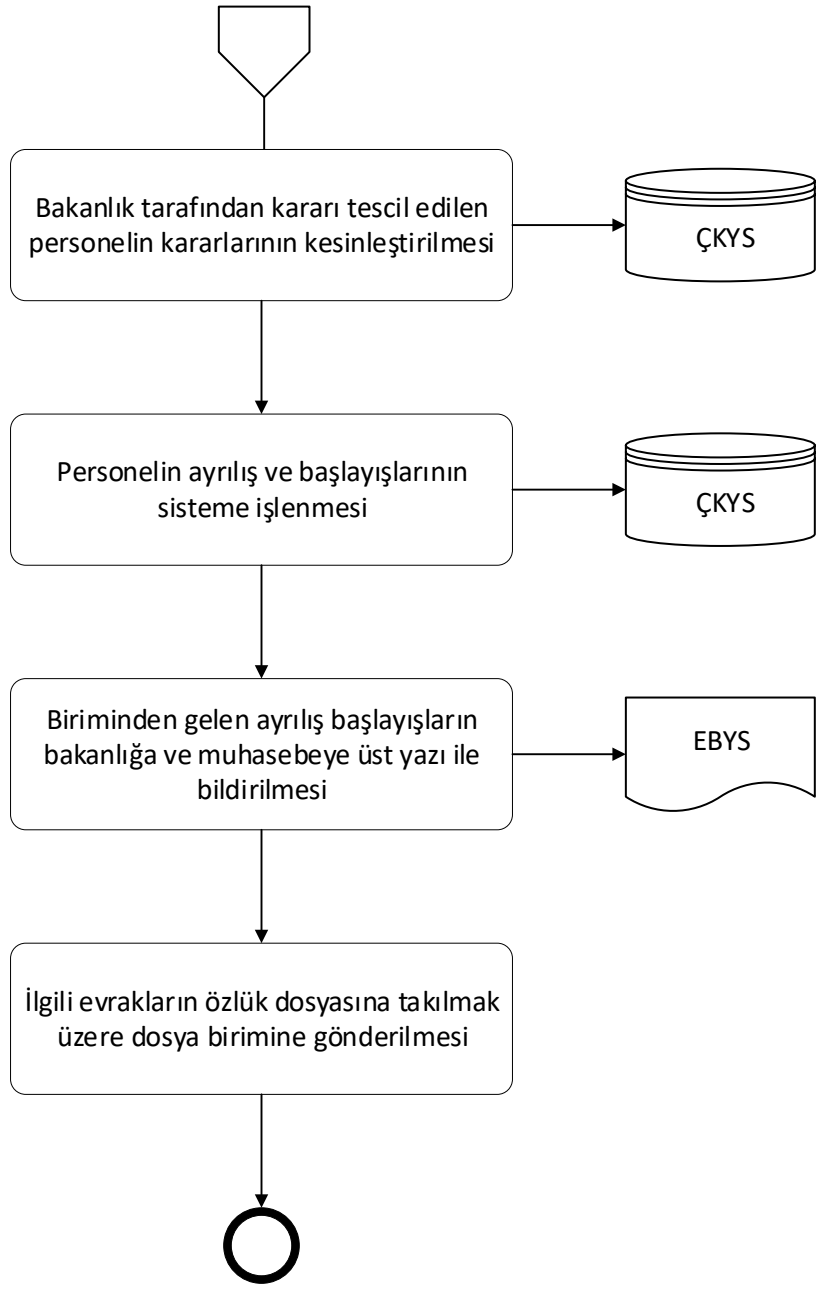 Bakanlık tarafından kararı tescil edilen
personelin kararlarının kesinleştirilmesi
ÇKYS
Personelin ayrılış ve başlayışlarının
sisteme işlenmesi
ÇKYS
Biriminden gelen ayrılış başlayışların
bakanlığa ve muhasebeye üst yazı ile
bildirilmesi
EBYS
İlgili evrakların özlük dosyasına takılmak
üzere dosya birimine gönderilmesi